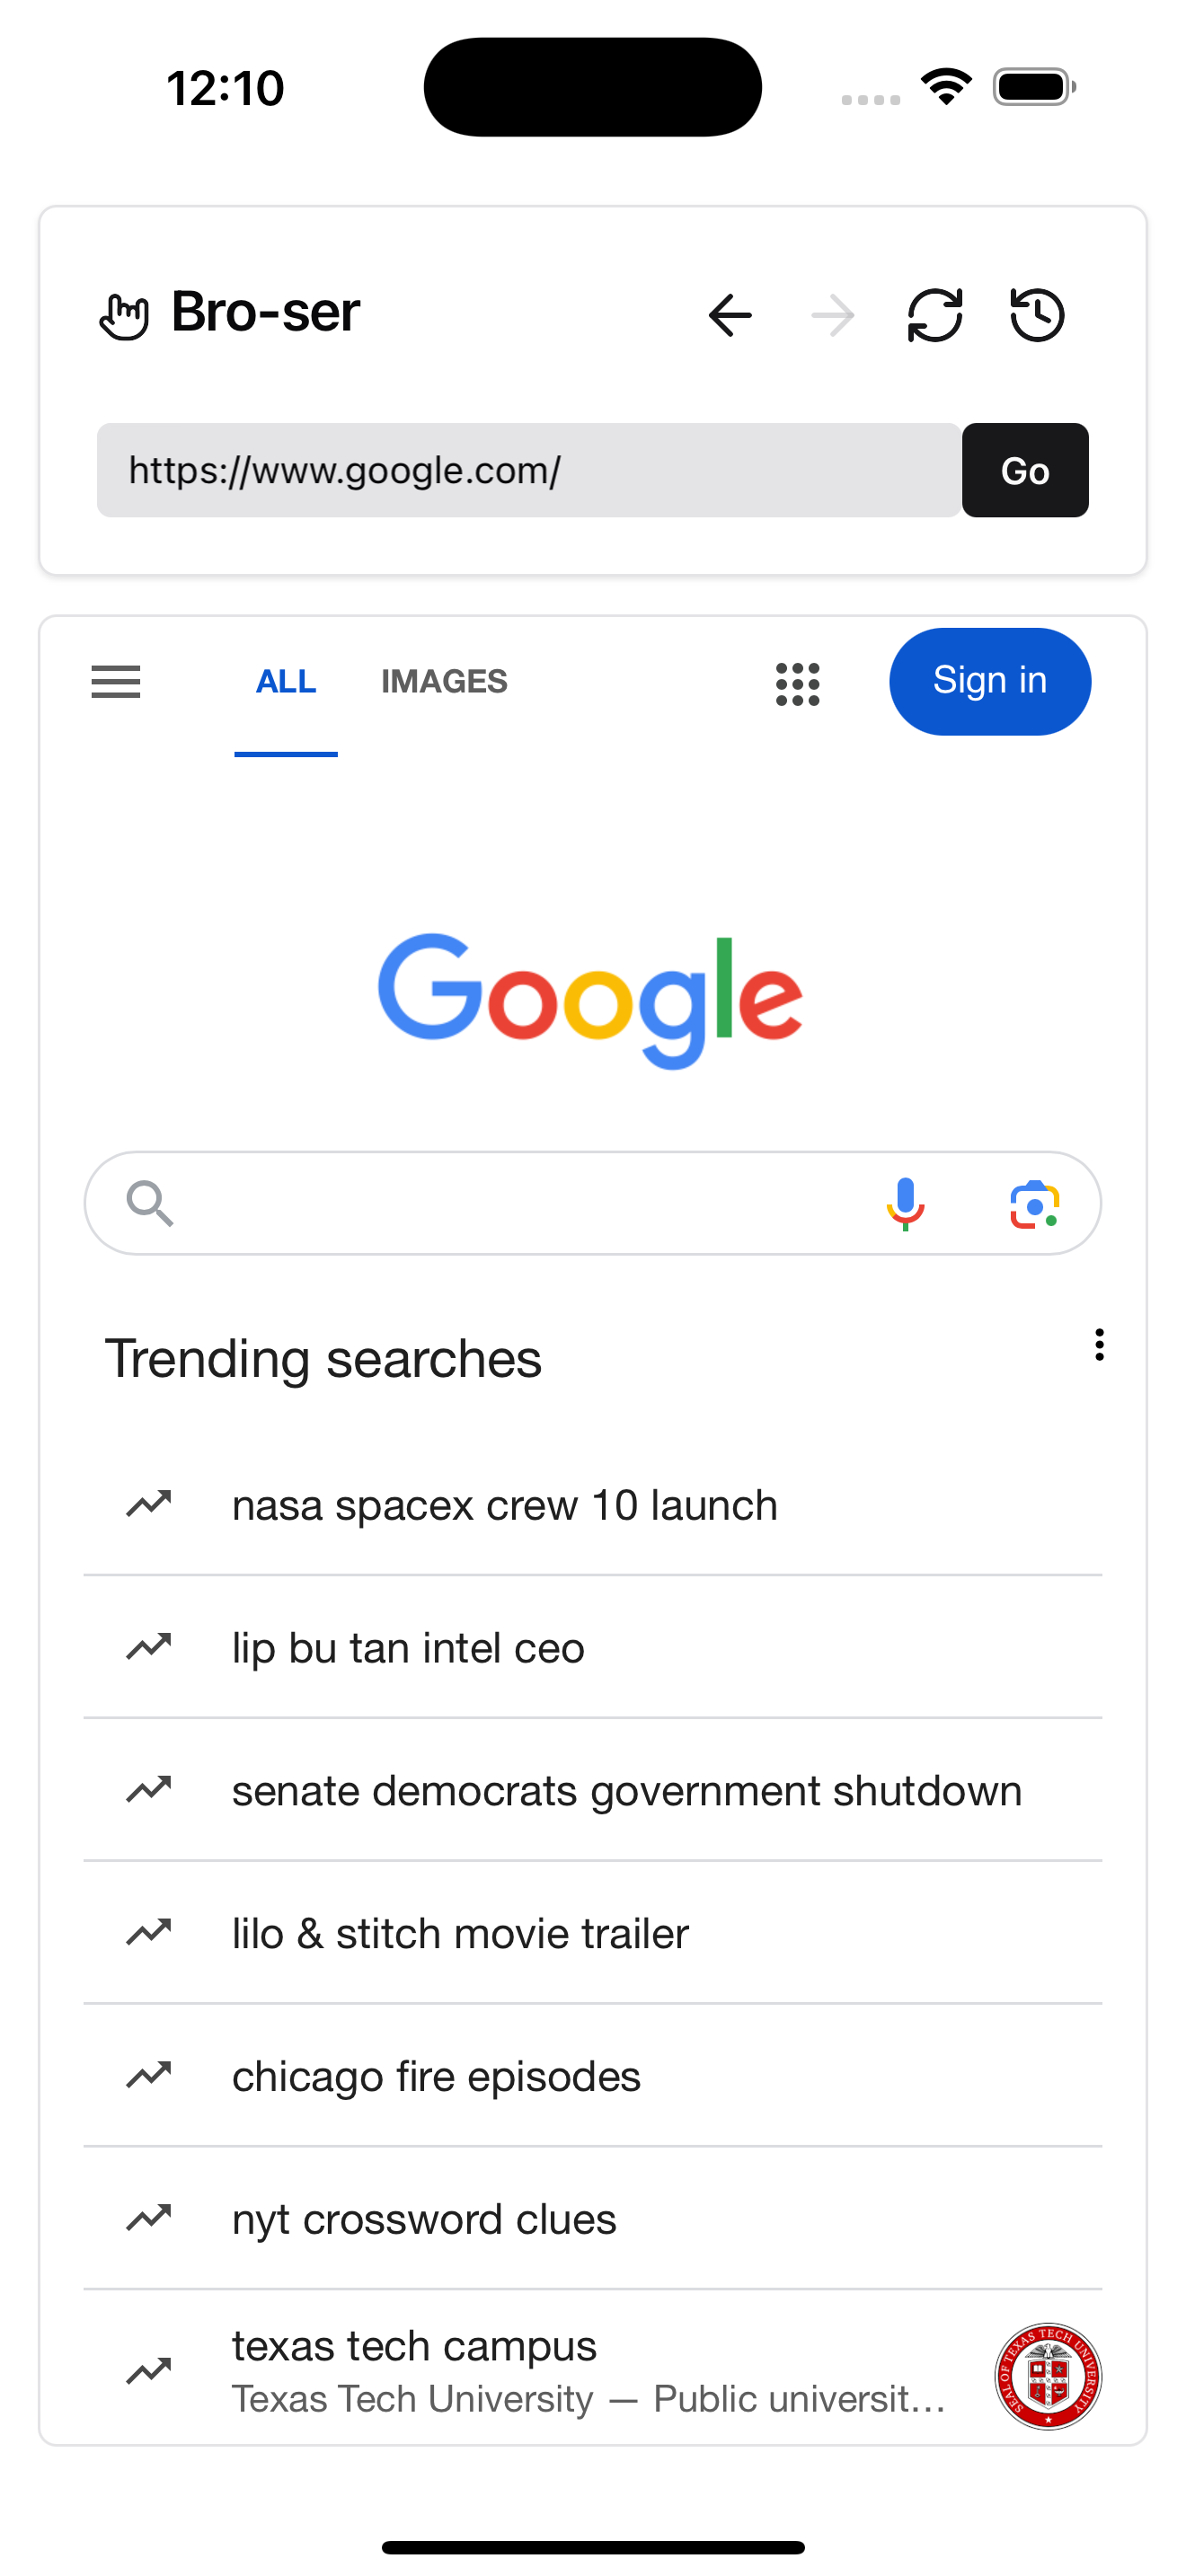 12:10
Bro-ser
https://www.google.com/
Go
ALL
IMAGES
Sign in
Google
Trending searches
nasa spacex crew 10 launch
lip bu tan intel ceo
senate democrats government shutdown
lilo & stitch movie trailer
chicago fire episodes
nyt crossword clues
texas tech campus
Texas Tech University — Public universit...
SEAL OF TEXAS TECH UNIVERSITY